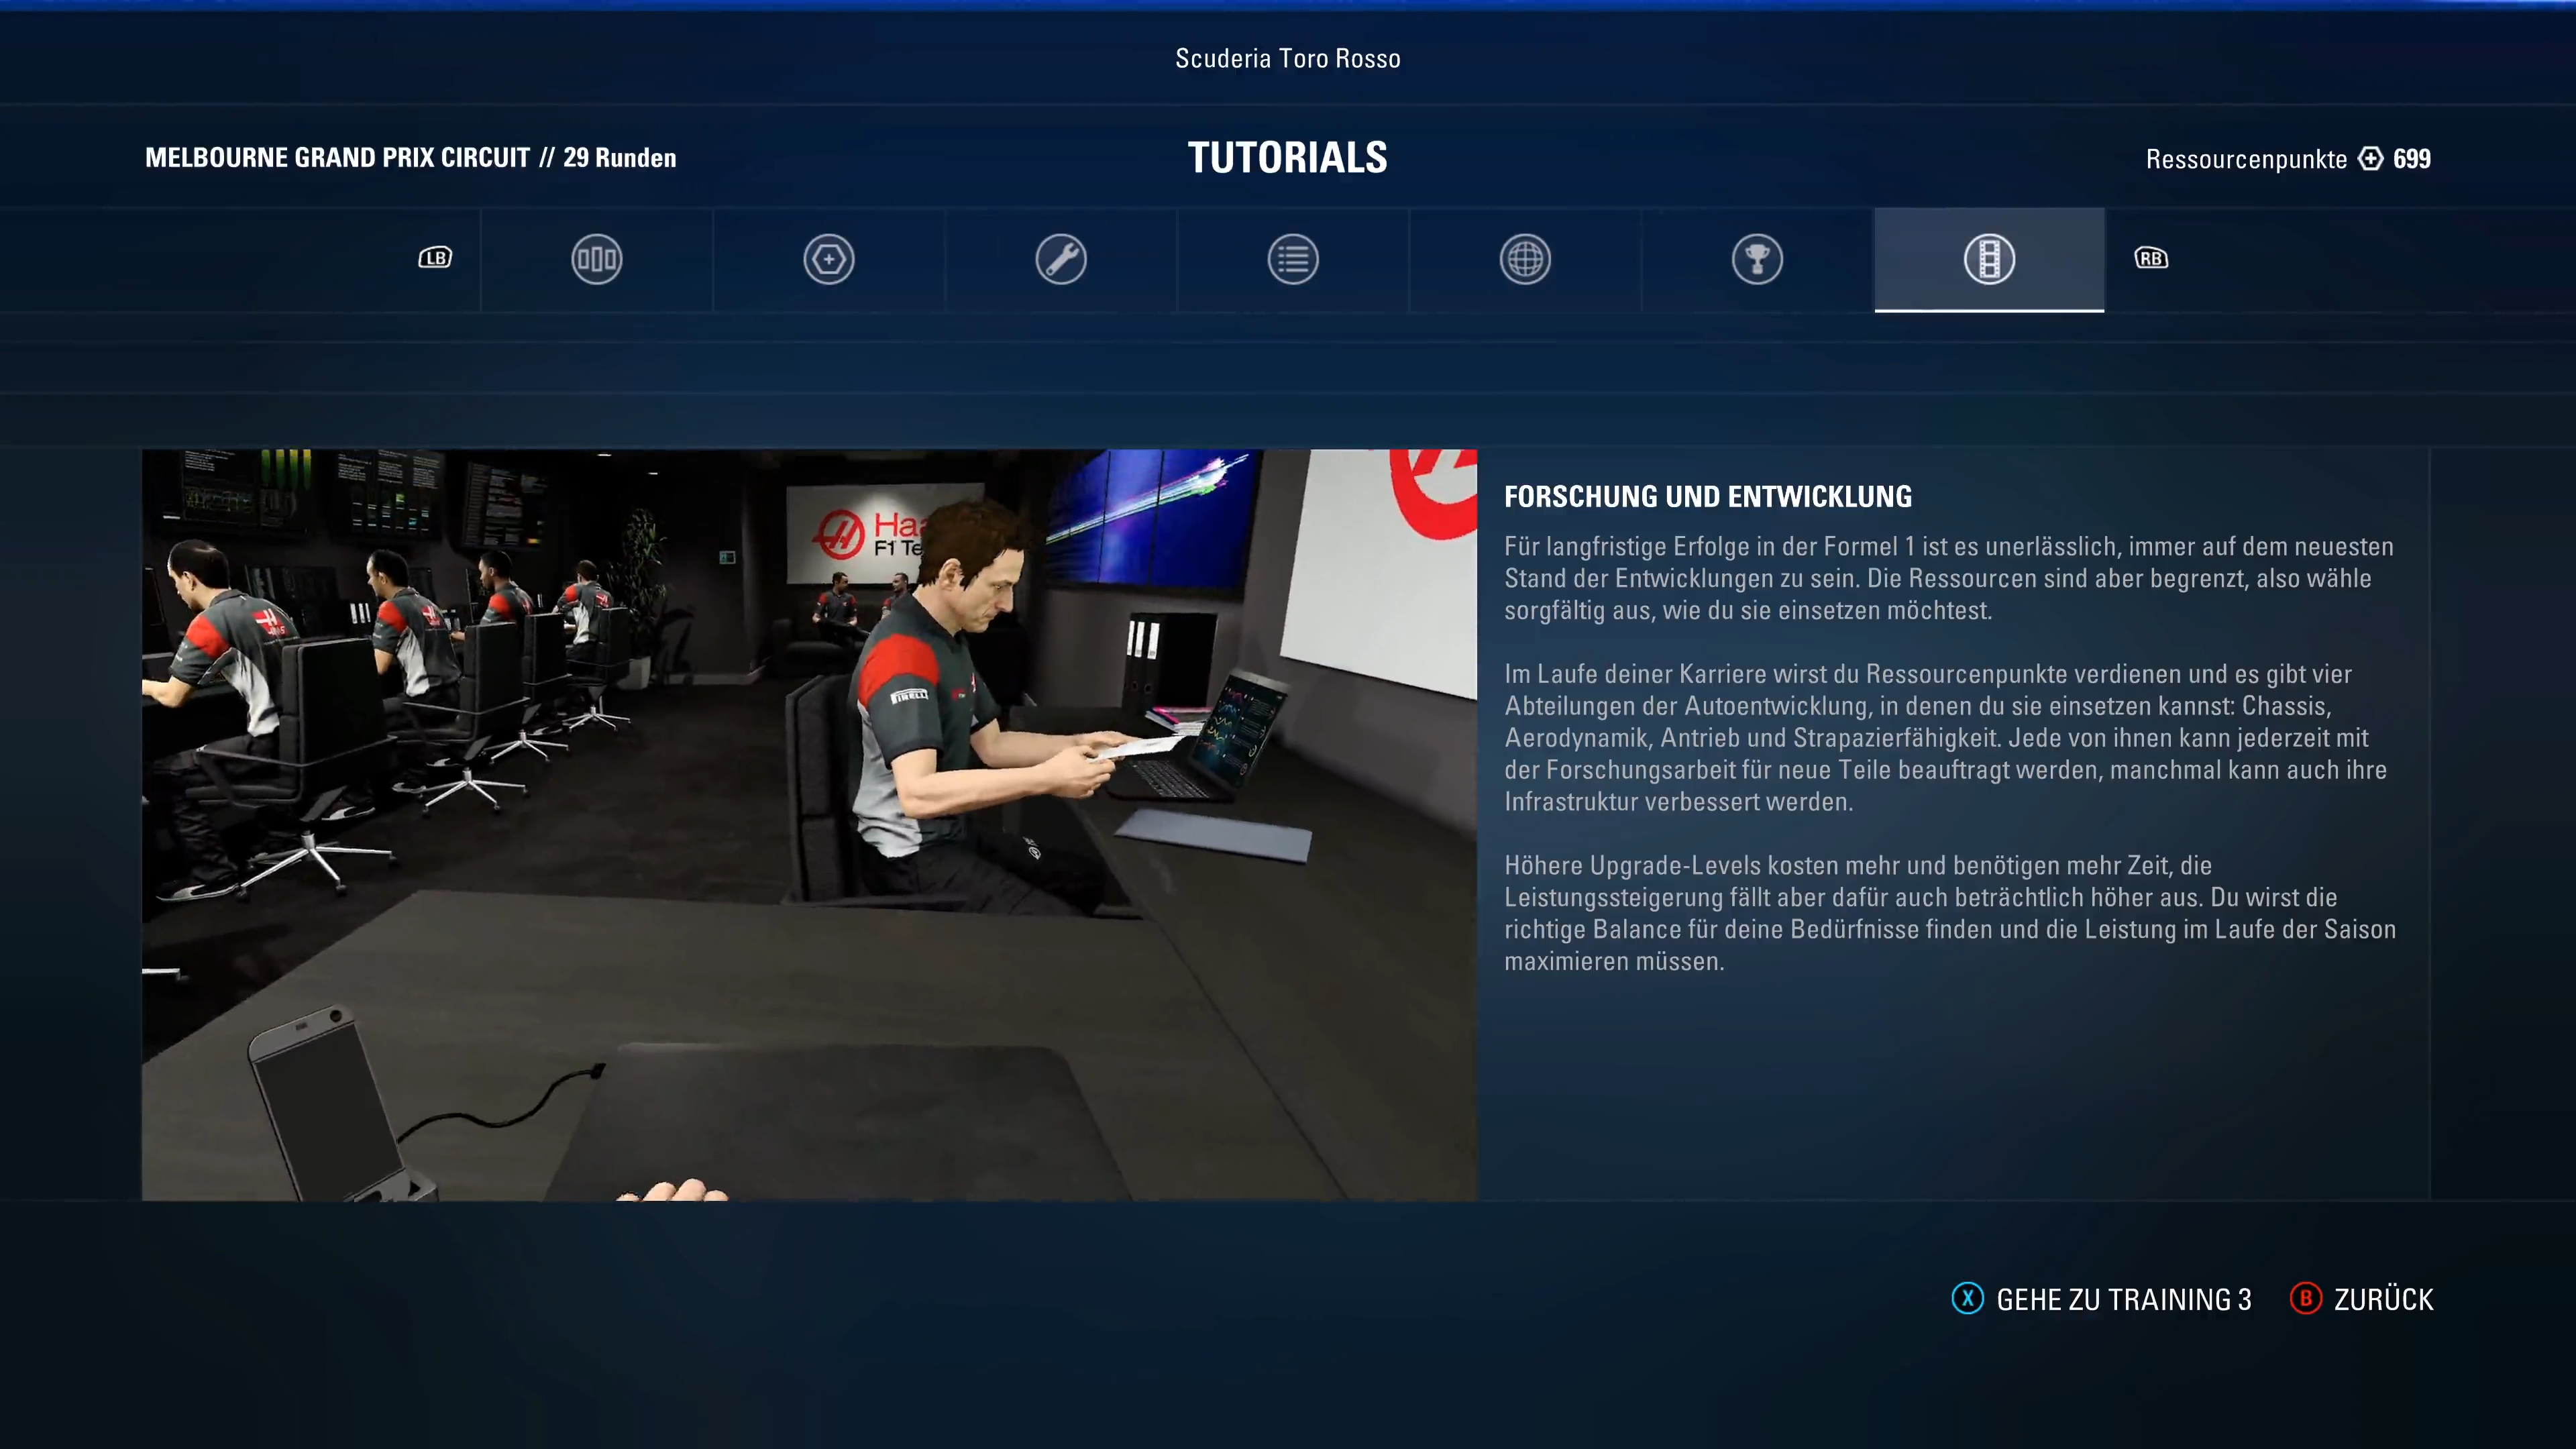 Scuderia Toro Rosso
MELBOURNE GRAND PRIX CIRCUIT // 29 Runden
TUTORIALS
Ressourcenpunkte 699
LB
RB
Haa
F1 Te
PIRELLI
FORSCHUNG UND ENTWICKLUNG
Für langfristige Erfolge in der Formel 1 ist es unerlässlich, immer auf dem neuesten
Stand der Entwicklungen zu sein. Die Ressourcen sind aber begrenzt, also wähle
sorgfältig aus, wie du sie einsetzen möchtest.
Im Laufe deiner Karriere wirst du Ressourcenpunkte verdienen und es gibt vier
Abteilungen der Autoentwicklung, in denen du sie einsetzen kannst: Chassis,
Aerodynamik, Antrieb und Strapazierfähigkeit. Jede von ihnen kann jederzeit mit
der Forschungsarbeit für neue Teile beauftragt werden, manchmal kann auch ihre
Infrastruktur verbessert werden.
Höhere Upgrade-Levels kosten mehr und benötigen mehr Zeit, die
Leistungssteigerung fällt aber dafür auch beträchtlich höher aus. Du wirst die
richtige Balance für deine Bedürfnisse finden und die Leistung im Laufe der Saison
maximieren müssen.
X GEHE ZU TRAINING 3
B ZURÜCK